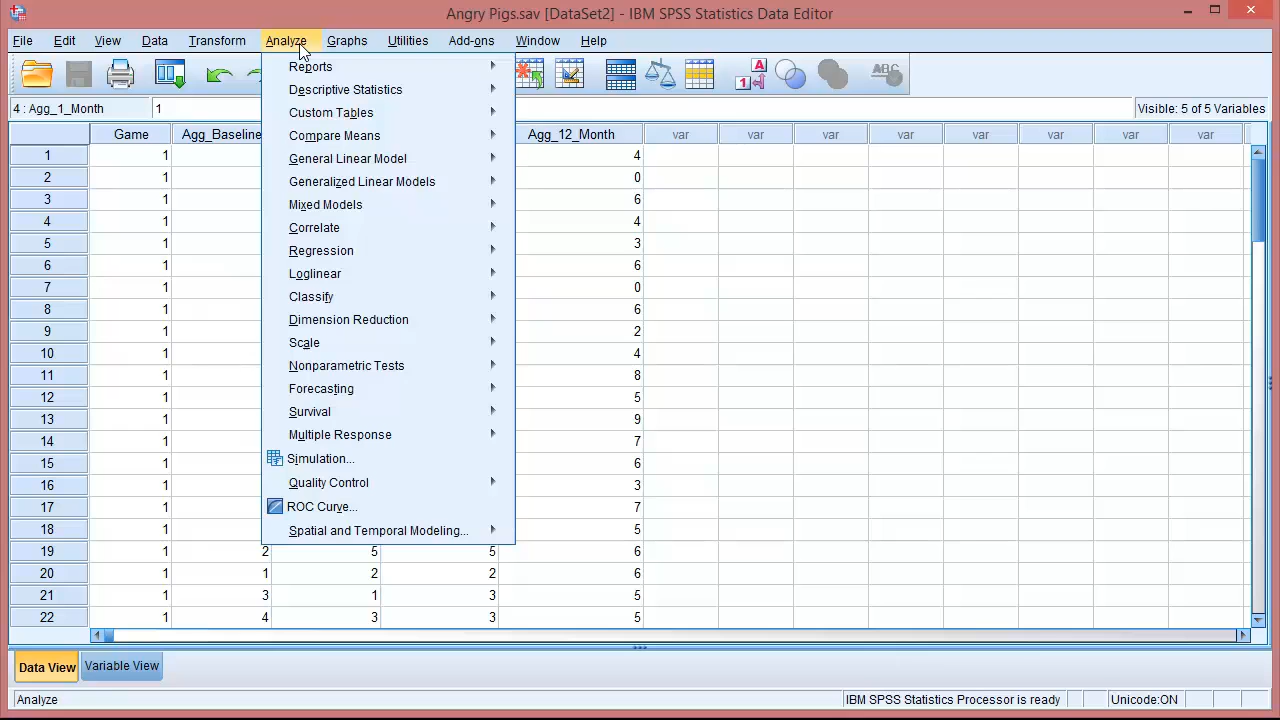 Angry Pigs.sav [DataSet2] - IBM SPSS Statistics Data Editor
File Edit View Data Transform Analyze Graphs Utilities Add-ons Window Help
A
1
ABC
4 : Agg_1_Month 1 Visible: 5 of 5 Variables
Reports
Descriptive Statistics
Custom Tables
Compare Means
General Linear Model
Generalized Linear Models
Mixed Models
Correlate
Regression
Loglinear
Classify
Dimension Reduction
Scale
Nonparametric Tests
Forecasting
Survival
Multiple Response
Simulation...
Quality Control
ROC Curve...
Spatial and Temporal Modeling...
Game Agg_Baseline Agg_12_Month var var var var var var var var
1 1 4
2 1 0
3 1 6
4 1 4
5 1 3
6 1 6
7 1 0
8 1 6
9 1 2
10 1 4
11 1 8
12 1 5
13 1 9
14 1 7
15 1 6
16 1 3
17 1 7
18 1 5
19 1 2 5 5 6
20 1 1 2 2 6
21 1 3 1 3 5
22 1 4 3 3 5
Data View Variable View
Analyze IBM SPSS Statistics Processor is ready Unicode:ON